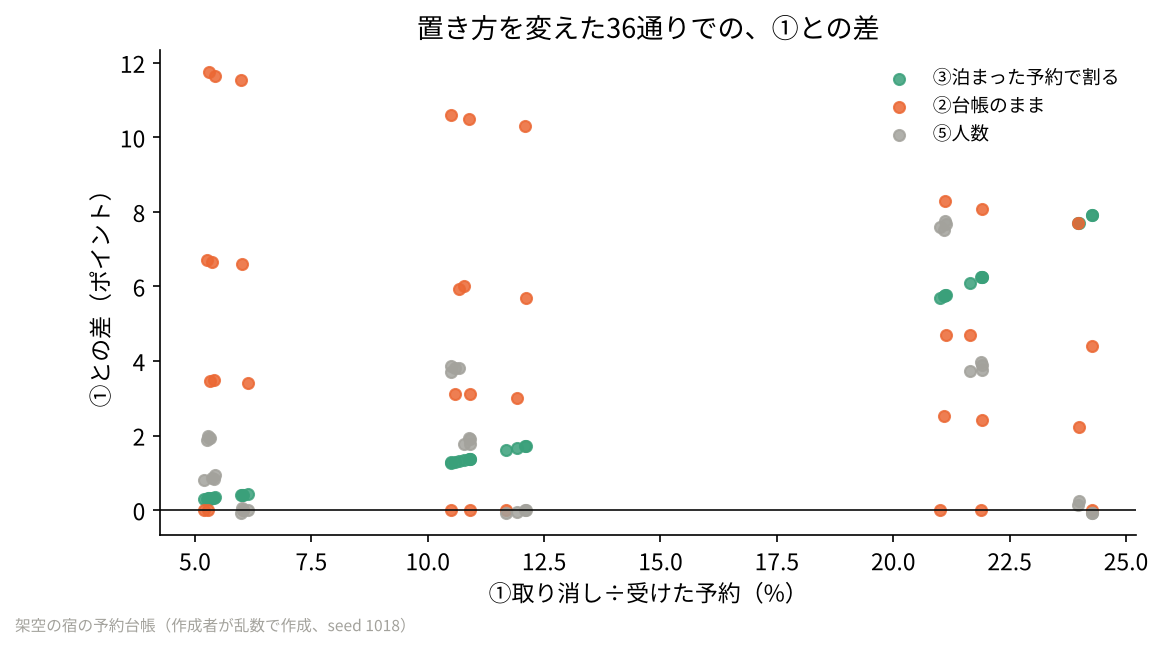 置き方を変えた36通りでの、①との差
③泊まった予約で割る
②台帳のまま
⑤人数
①との差（ポイント）
12
10
8
6
4
2
0
5.0 7.5 10.0 12.5 15.0 17.5 20.0 22.5 25.0
①取り消し÷受けた予約（%）
架空の宿の予約台帳（作成者が乱数で作成、seed 1018）